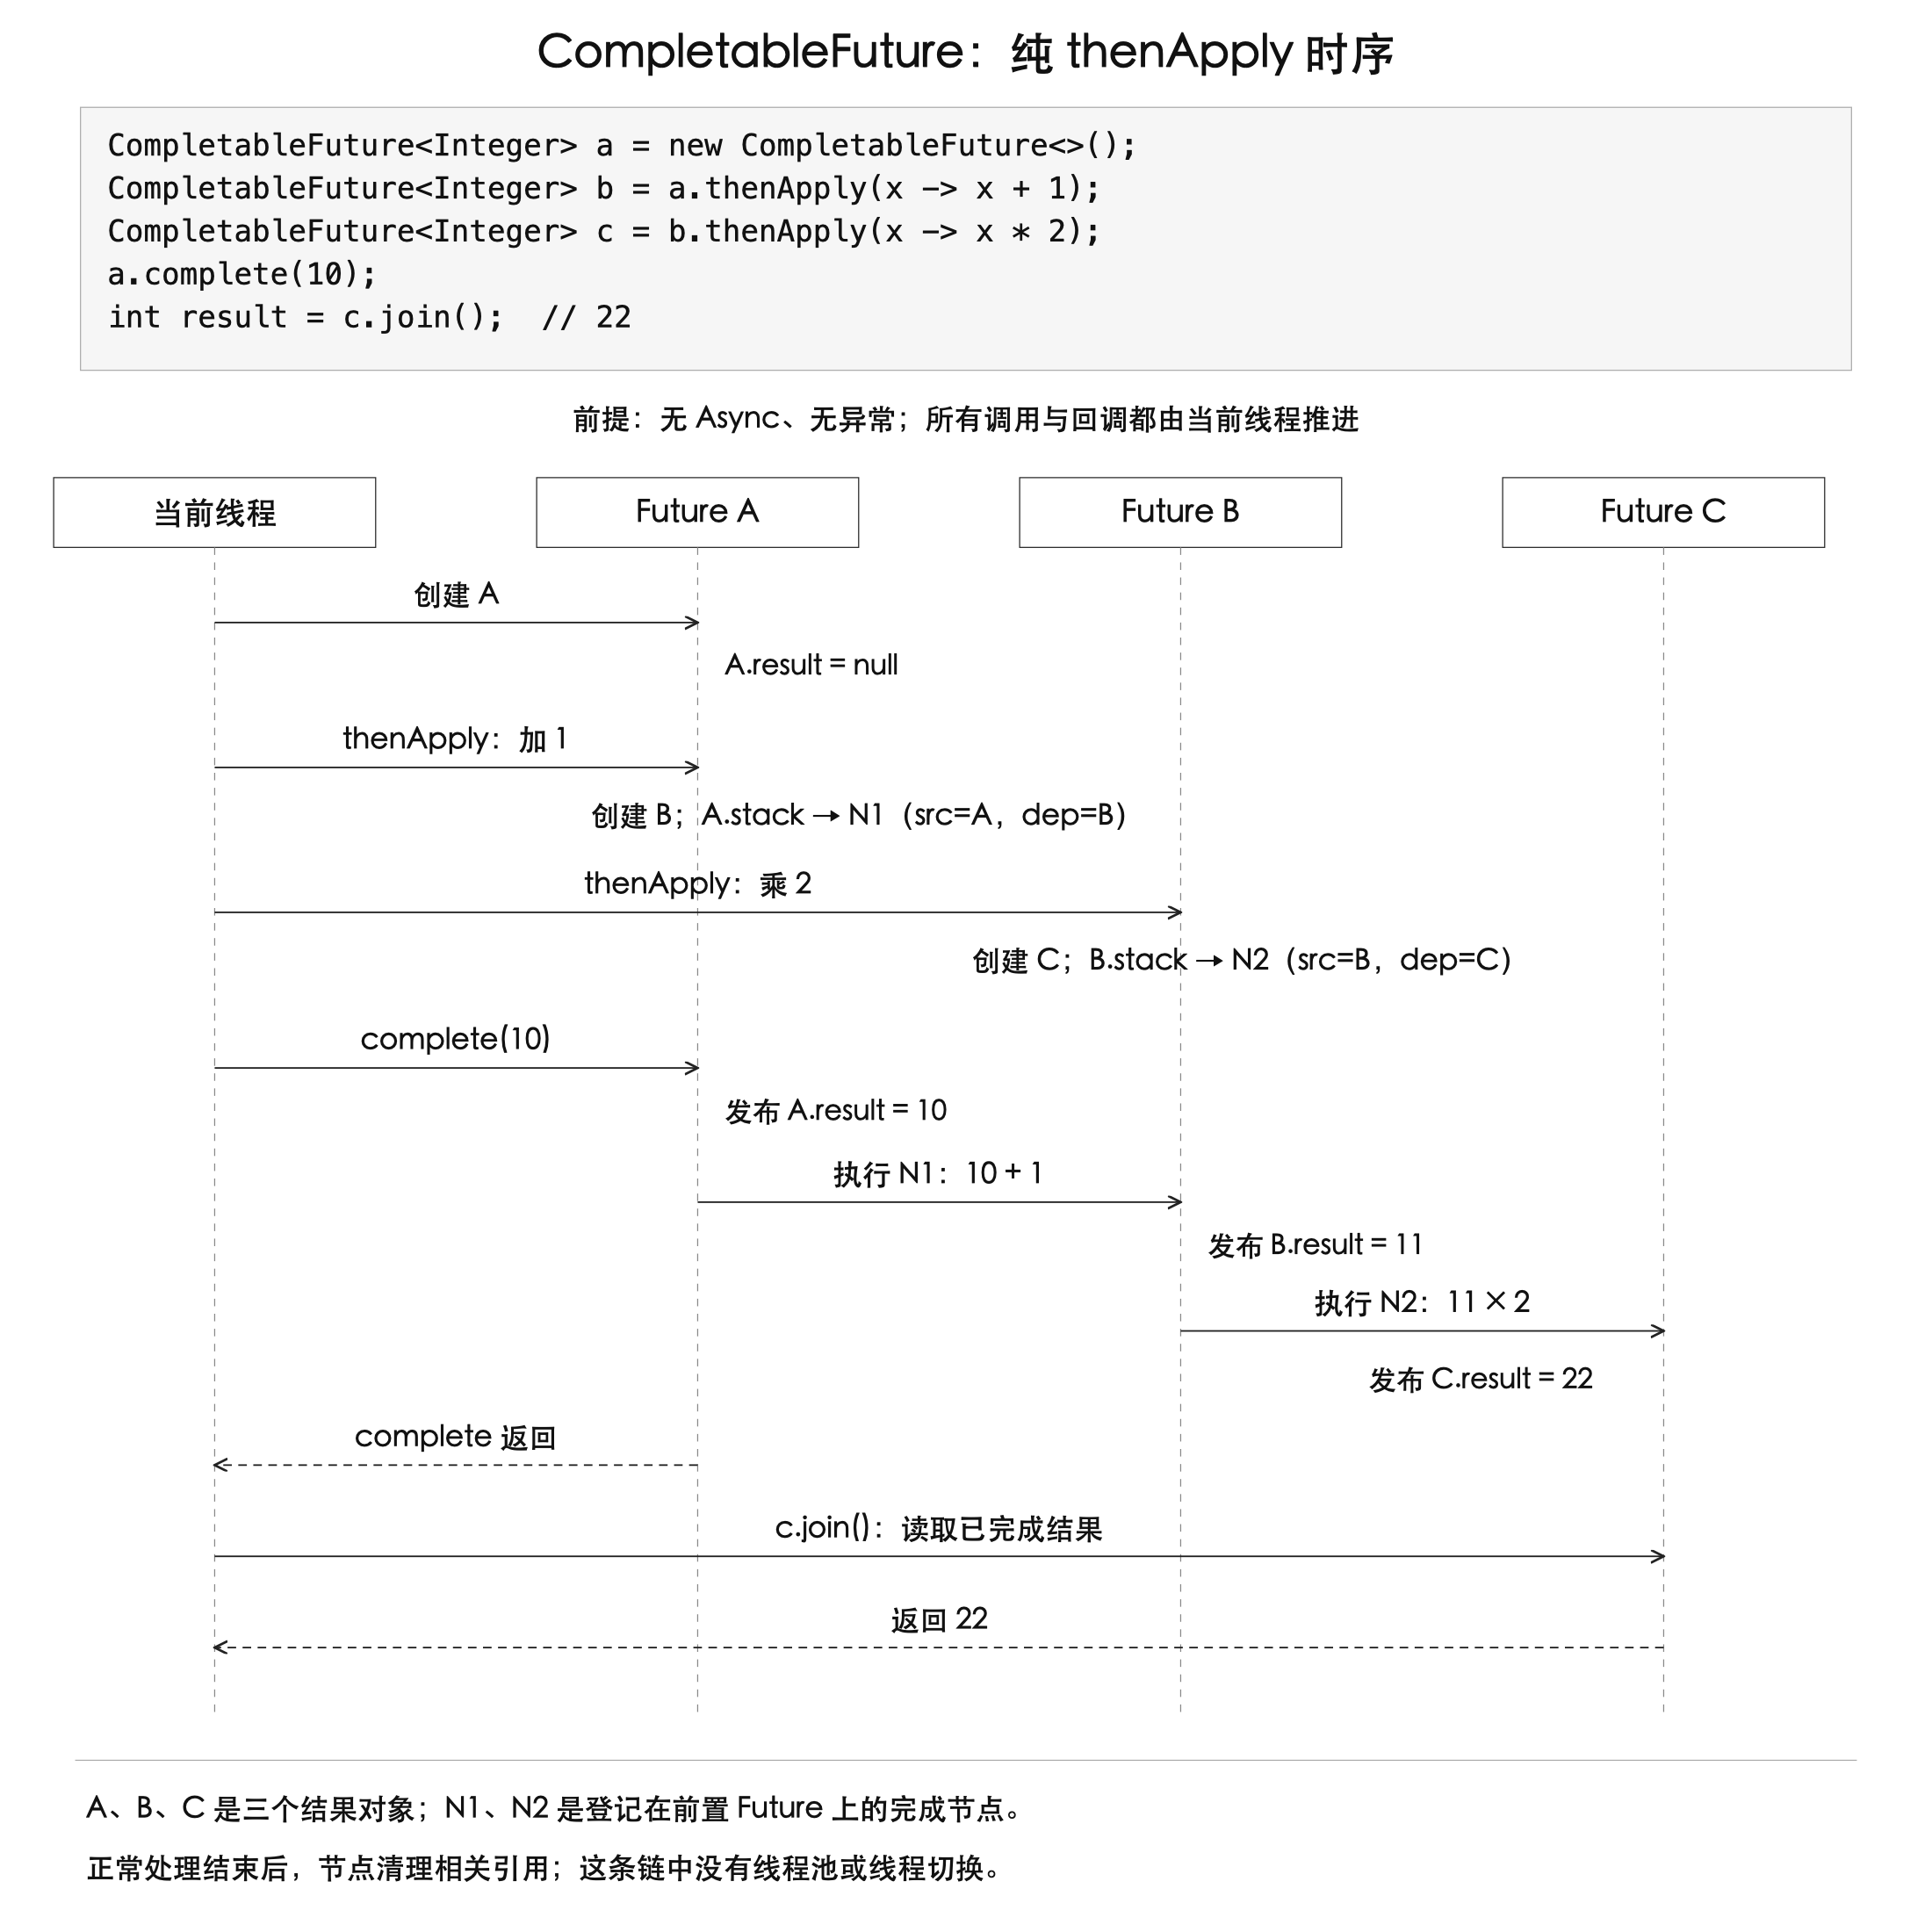 CompletableFuture：纯 thenApply 时序
CompletableFuture<Integer> a = new CompletableFuture<>();
CompletableFuture<Integer> b = a.thenApply(x -> x + 1);
CompletableFuture<Integer> c = b.thenApply(x -> x * 2);
a.complete(10);
int result = c.join();  // 22
前提：无 Async、无异常；所有调用与回调都由当前线程推进
当前线程
Future A
Future B
Future C
创建 A
A.result = null
thenApply：加 1
创建 B；A.stack → N1（src=A，dep=B）
thenApply：乘 2
创建 C；B.stack → N2（src=B，dep=C）
complete(10)
发布 A.result = 10
执行 N1：10 + 1
发布 B.result = 11
执行 N2：11 × 2
发布 C.result = 22
complete 返回
c.join()：读取已完成结果
返回 22
A、B、C 是三个结果对象；N1、N2 是登记在前置 Future 上的完成节点。
正常处理结束后，节点清理相关引用；这条链中没有线程池或线程切换。